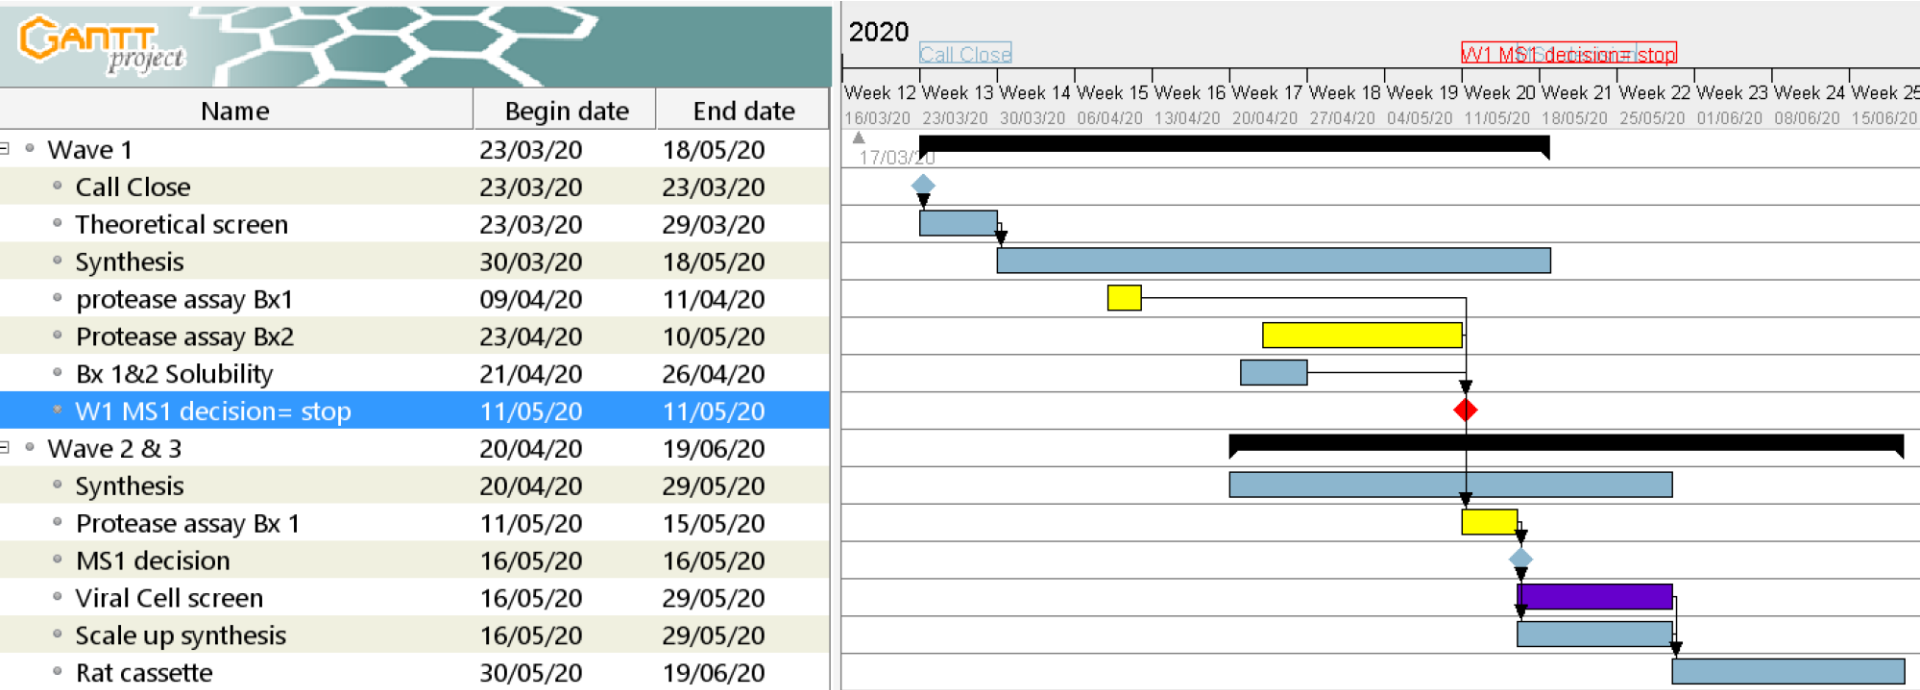 GANTT
project
2020
Call Close
W1 MS1 decision= stop
Name Begin date End date
Week 12 Week 13 Week 14 Week 15 Week 16 Week 17 Week 18 Week 19 Week 20 Week 21 Week 22 Week 23 Week 24 Week 25
16/03/20 23/03/20 30/03/20 06/04/20 13/04/20 20/04/20 27/04/20 04/05/20 11/05/20 18/05/20 25/05/20 01/06/20 08/06/20 15/06/20
17/03/20
Wave 1 23/03/20 18/05/20
Call Close 23/03/20 23/03/20
Theoretical screen 23/03/20 29/03/20
Synthesis 30/03/20 18/05/20
protease assay Bx1 09/04/20 11/04/20
Protease assay Bx2 23/04/20 10/05/20
Bx 1&2 Solubility 21/04/20 26/04/20
W1 MS1 decision= stop 11/05/20 11/05/20
Wave 2 & 3 20/04/20 19/06/20
Synthesis 20/04/20 29/05/20
Protease assay Bx 1 11/05/20 15/05/20
MS1 decision 16/05/20 16/05/20
Viral Cell screen 16/05/20 29/05/20
Scale up synthesis 16/05/20 29/05/20
Rat cassette 30/05/20 19/06/20